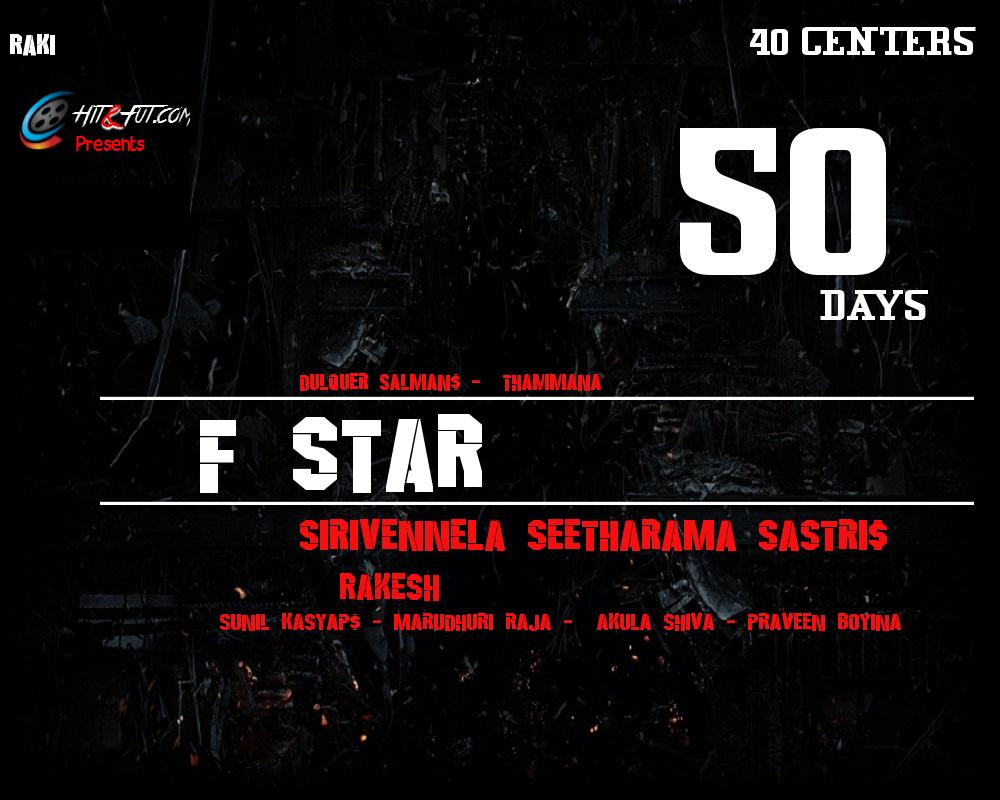 RAKI
40 CENTERS
HIT&FUT.COM
Presents
50
DAYS
DULQUER SALMAN$ - THAMMANA
F STAR
SIRIVENNELA SEETHARAMA SASTRI$
RAKESH
SUNIL KASYAP$ - MARUDHURI RAJA - AKULA SHIVA - PRAVEEN BOYINA